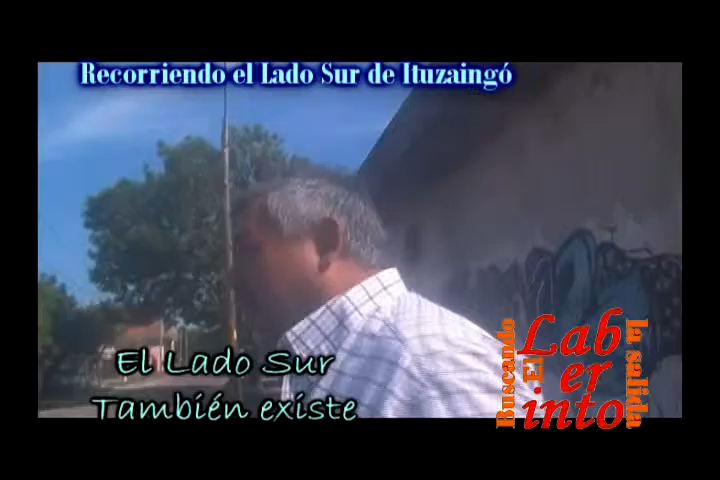 Recorriendo el Lado Sur de Ituzaingó
El Lado Sur
También existe
Buscando
El
Lab
er
into
la salida